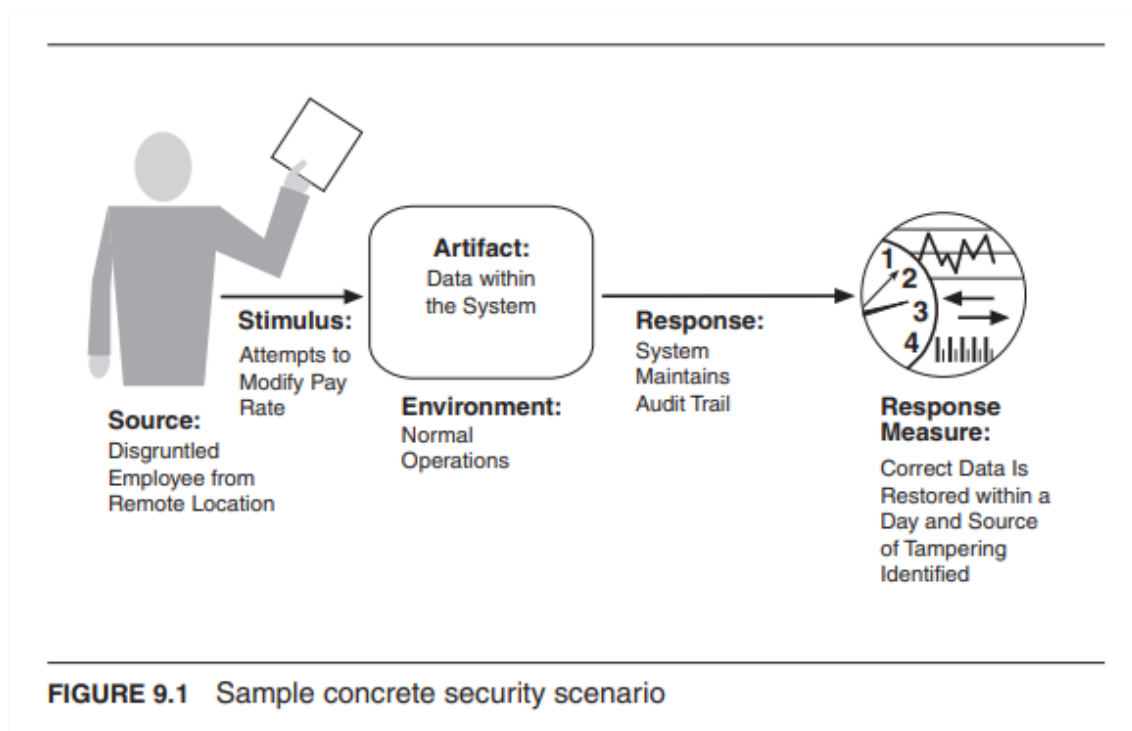 Artifact:
Data within
the System
Stimulus:
Attempts to
Modify Pay
Rate
Source:
Disgruntled
Employee from
Remote Location
Environment:
Normal
Operations
Response:
System
Maintains
Audit Trail
1
2
3
4
Response
Measure:
Correct Data Is
Restored within a
Day and Source
of Tampering
Identified
FIGURE 9.1 Sample concrete security scenario